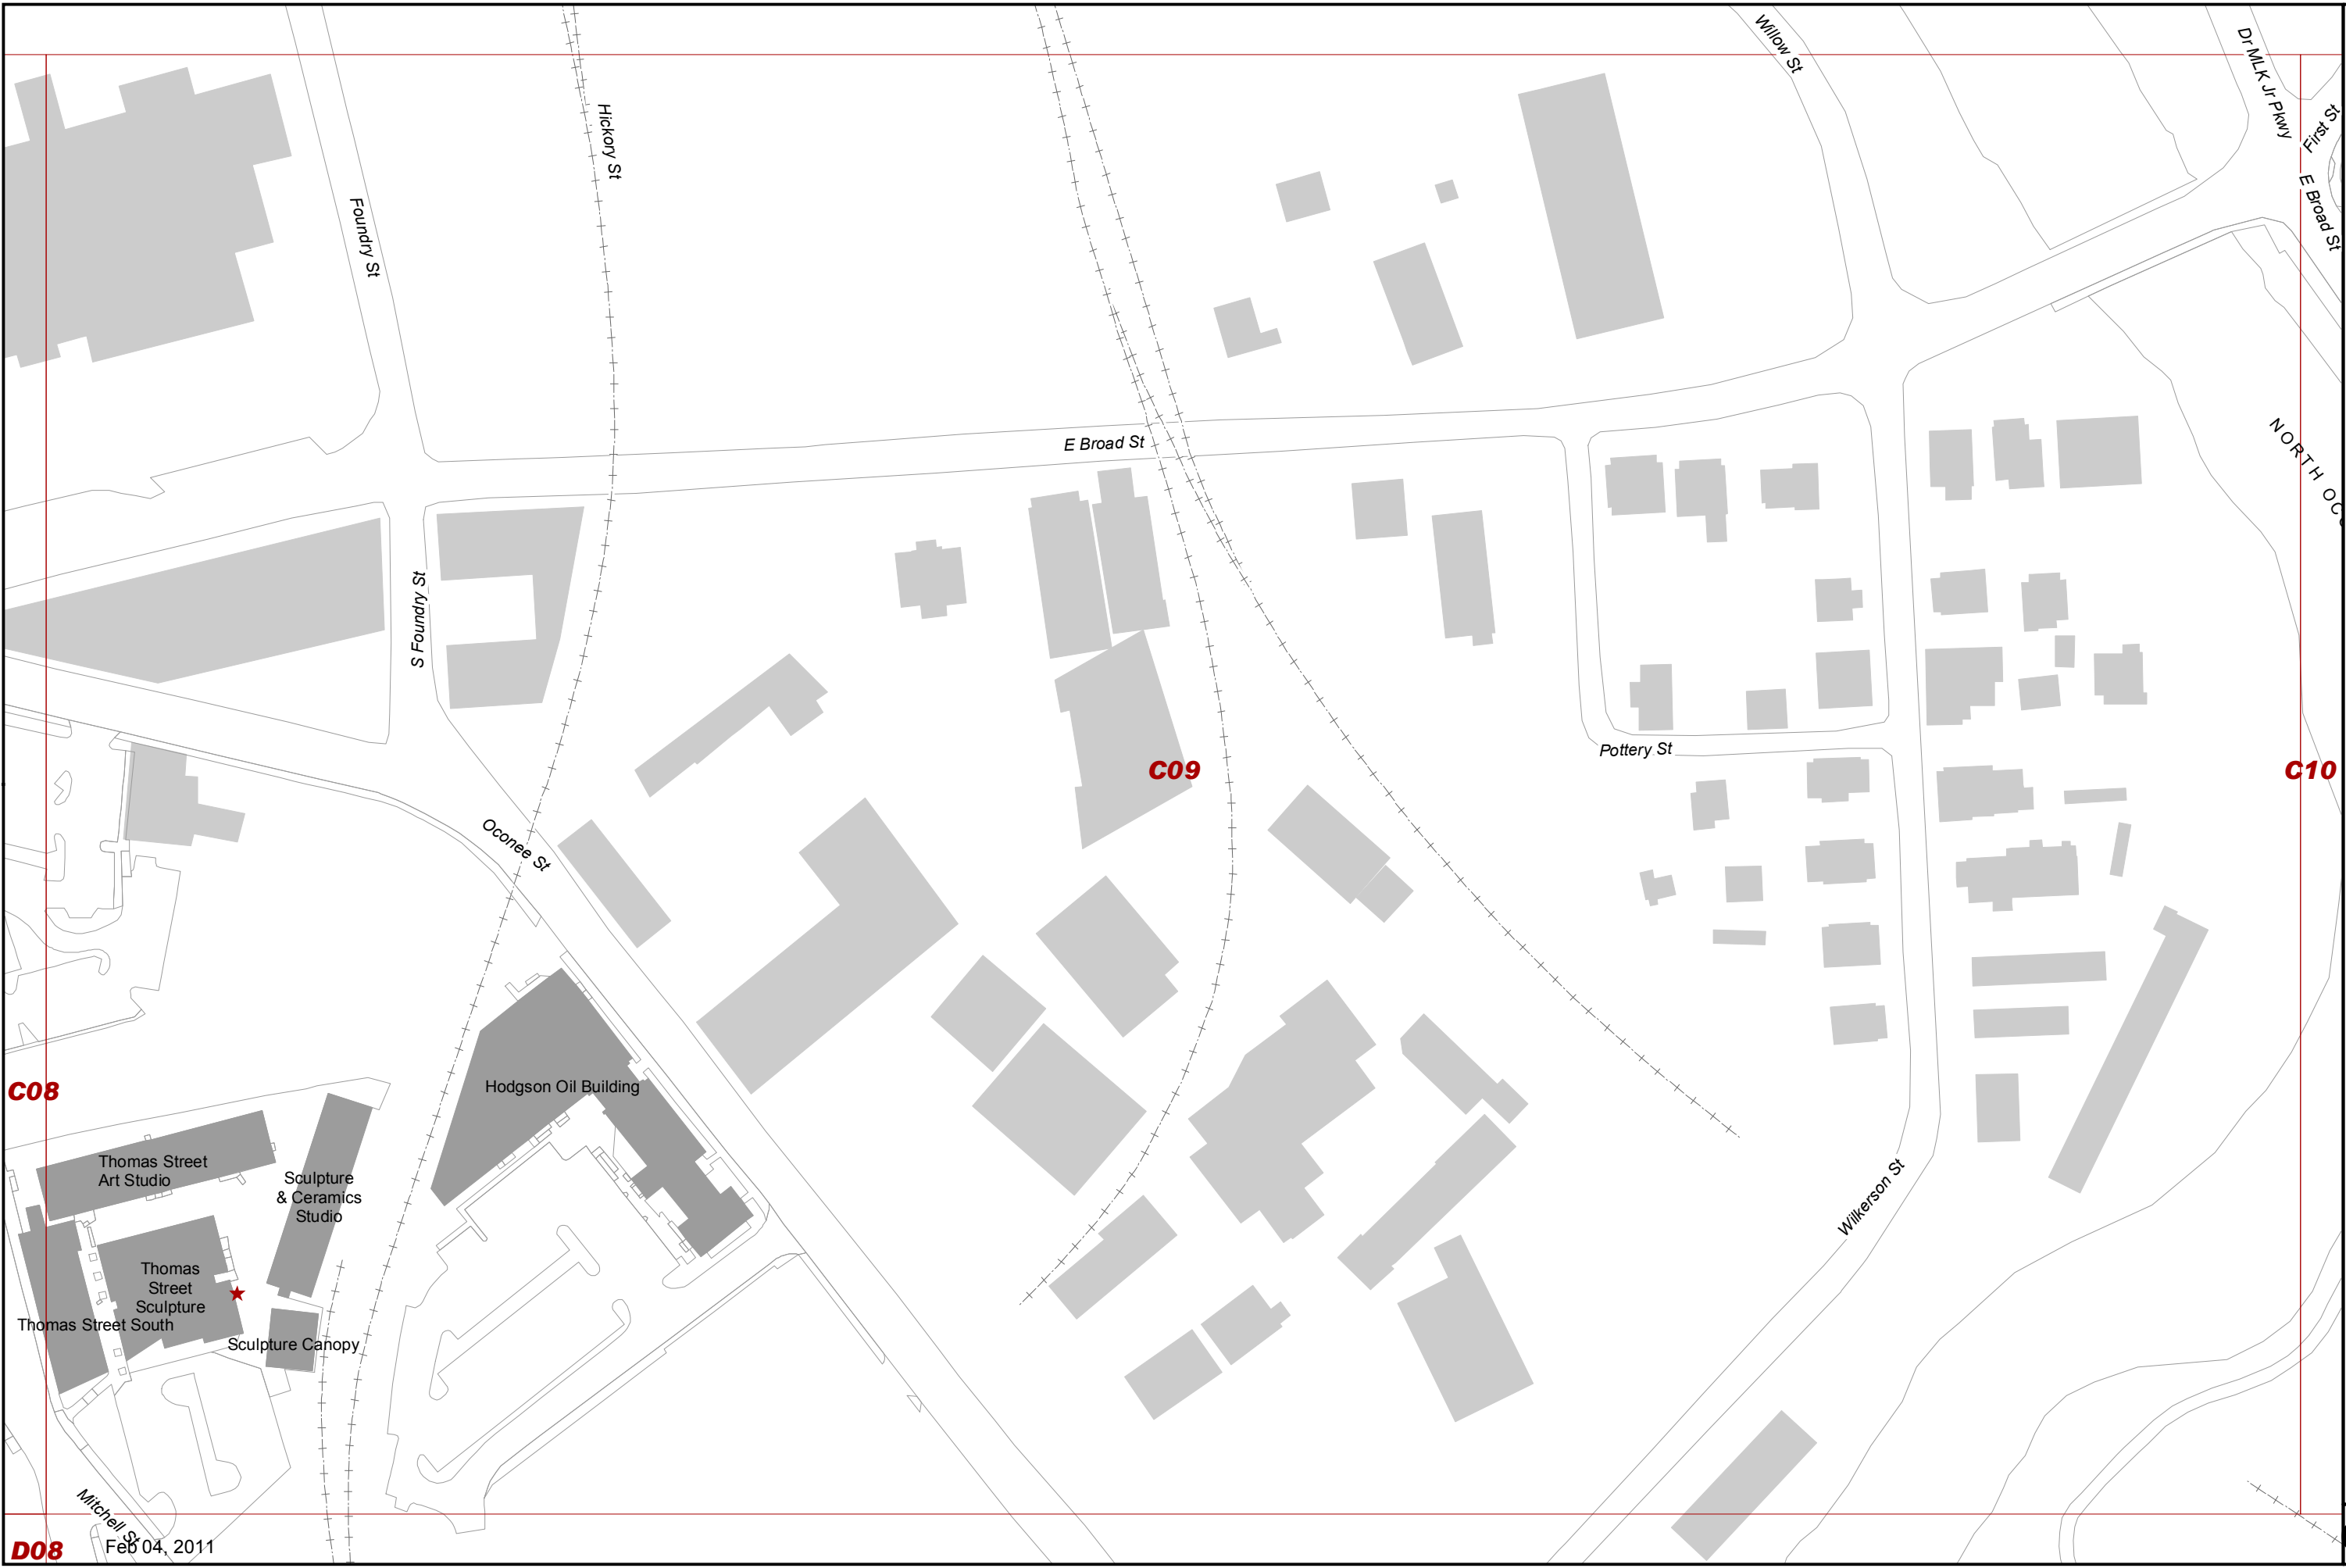 Willow St
Dr MLK Jr Pkwy
First St
E Broad St
Hickory St
Foundry St
E Broad St
NORTH OC
S Foundry St
Pottery St
C09
C10
Oconee St
C08
Hodgson Oil Building
Thomas Street
Art Studio
Sculpture
& Ceramics
Studio
Wilkerson St
Thomas
Street
Sculpture
Thomas Street South
Sculpture Canopy
Mitchell St
D08
Feb 04, 2011